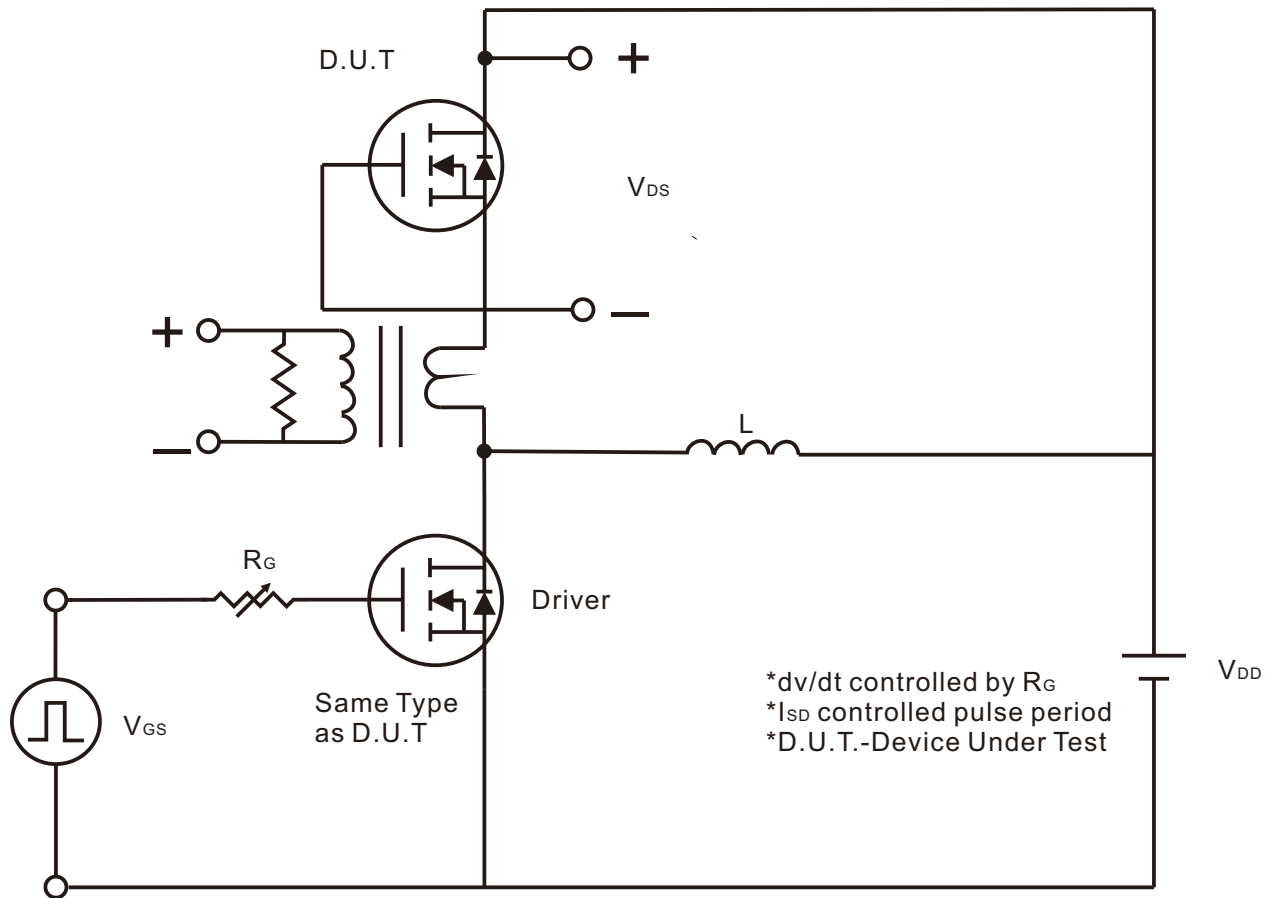 D.U.T
+
VDS
—
+
—
L
RG
Driver
VGS
Same Type
as D.U.T
VDD
*dv/dt controlled by RG
*ISD controlled pulse period
*D.U.T.-Device Under Test